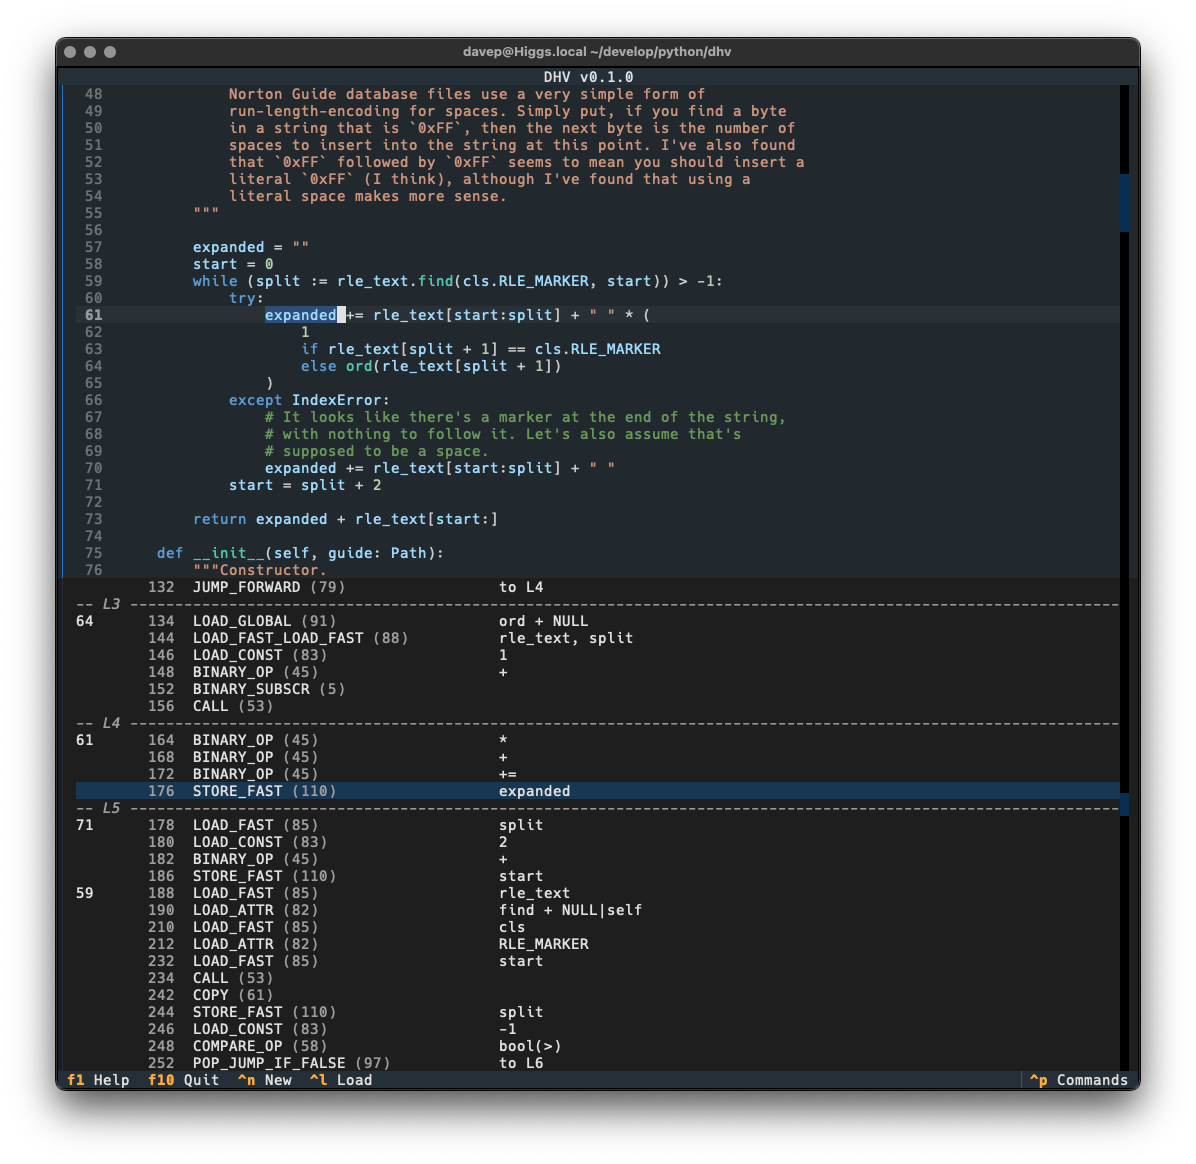 davep@Higgs.local ~/develop/python/dhv
DHV v0.1.0
48 Norton Guide database files use a very simple form of
49 run-length-encoding for spaces. Simply put, if you find a byte
50 in a string that is `0xFF`, then the next byte is the number of
51 spaces to insert into the string at this point. I've also found
52 that `0xFF` followed by `0xFF` seems to mean you should insert a
53 literal `0xFF` (I think), although I've found that using a
54 literal space makes more sense.
55 """
56
57 expanded = ""
58 start = 0
59 while (split := rle_text.find(cls.RLE_MARKER, start)) > -1:
60 try:
61 expanded += rle_text[start:split] + " " * (
62 1
63 if rle_text[split + 1] == cls.RLE_MARKER
64 else ord(rle_text[split + 1])
65 )
66 except IndexError:
67 # It looks like there's a marker at the end of the string,
68 # with nothing to follow it. Let's also assume that's
69 # supposed to be a space.
70 expanded += rle_text[start:split] + " "
71 start = split + 2
72
73 return expanded + rle_text[start:]
74
75 def __init__(self, guide: Path):
76 """Constructor.
132 JUMP_FORWARD (79) to L4
-- L3 --------------------------------------------------------------------------------------------------------------
64 134 LOAD_GLOBAL (91) ord + NULL
144 LOAD_FAST_LOAD_FAST (88) rle_text, split
146 LOAD_CONST (83) 1
148 BINARY_OP (45) +
152 BINARY_SUBSCR (5)
156 CALL (53)
-- L4 --------------------------------------------------------------------------------------------------------------
61 164 BINARY_OP (45) *
168 BINARY_OP (45) +
172 BINARY_OP (45) +=
176 STORE_FAST (110) expanded
-- L5 --------------------------------------------------------------------------------------------------------------
71 178 LOAD_FAST (85) split
180 LOAD_CONST (83) 2
182 BINARY_OP (45) +
186 STORE_FAST (110) start
59 188 LOAD_FAST (85) rle_text
190 LOAD_ATTR (82) find + NULL|self
210 LOAD_FAST (85) cls
212 LOAD_ATTR (82) RLE_MARKER
232 LOAD_FAST (85) start
234 CALL (53)
242 COPY (61)
244 STORE_FAST (110) split
246 LOAD_CONST (83) -1
248 COMPARE_OP (58) bool(>)
252 POP_JUMP_IF_FALSE (97) to L6
f1 Help f10 Quit ^n New ^l Load ^p Commands